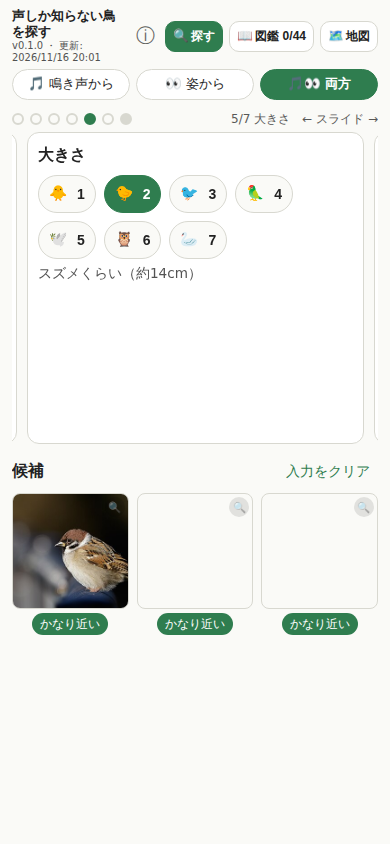 声しか知らない鳥
を探す
v0.1.0 · 更新:
2026/11/16 20:01
ⓘ
🔍 探す
📖 図鑑 0/44
🗺️ 地図
🎵 鳴き声から
👀 姿から
🎵👀 両方
5/7 大きさ ← スライド →
大きさ
🐥 1
🐤 2
🐦 3
🦜 4
🕊️ 5
🦉 6
🦢 7
スズメくらい（約14cm）
候補
入力をクリア
かなり近い
かなり近い
かなり近い